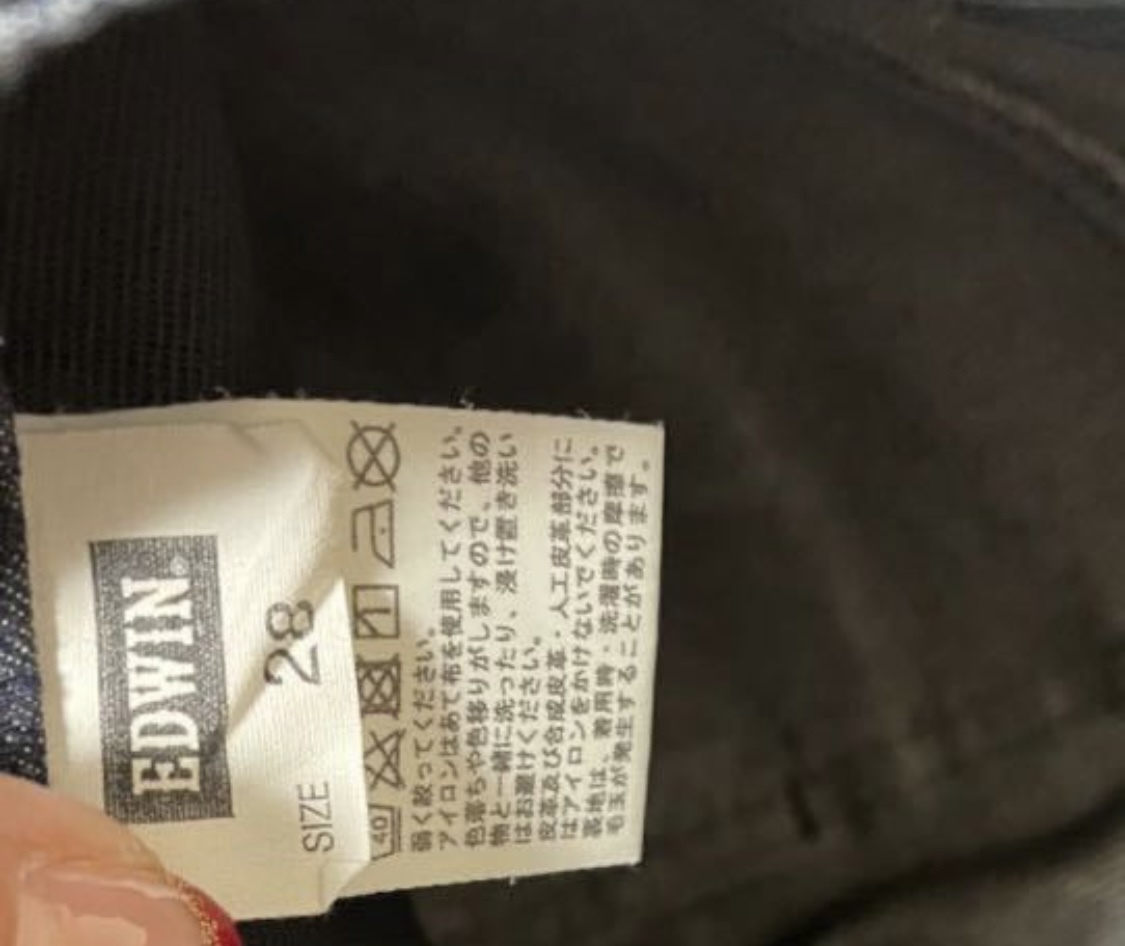 EDWIN
SIZE 28
40
弱く絞ってください。
アイロンはあて布を使用してください。
色落ちや色移りがしますので、他の
物と一緒に洗ったり、浸け置き洗い
はお避けください。
皮革及び合成皮革・人工皮革部分に
はアイロンをかけないでください。
裏地は、着用時・洗濯時の摩擦で
毛玉が発生することがあります。